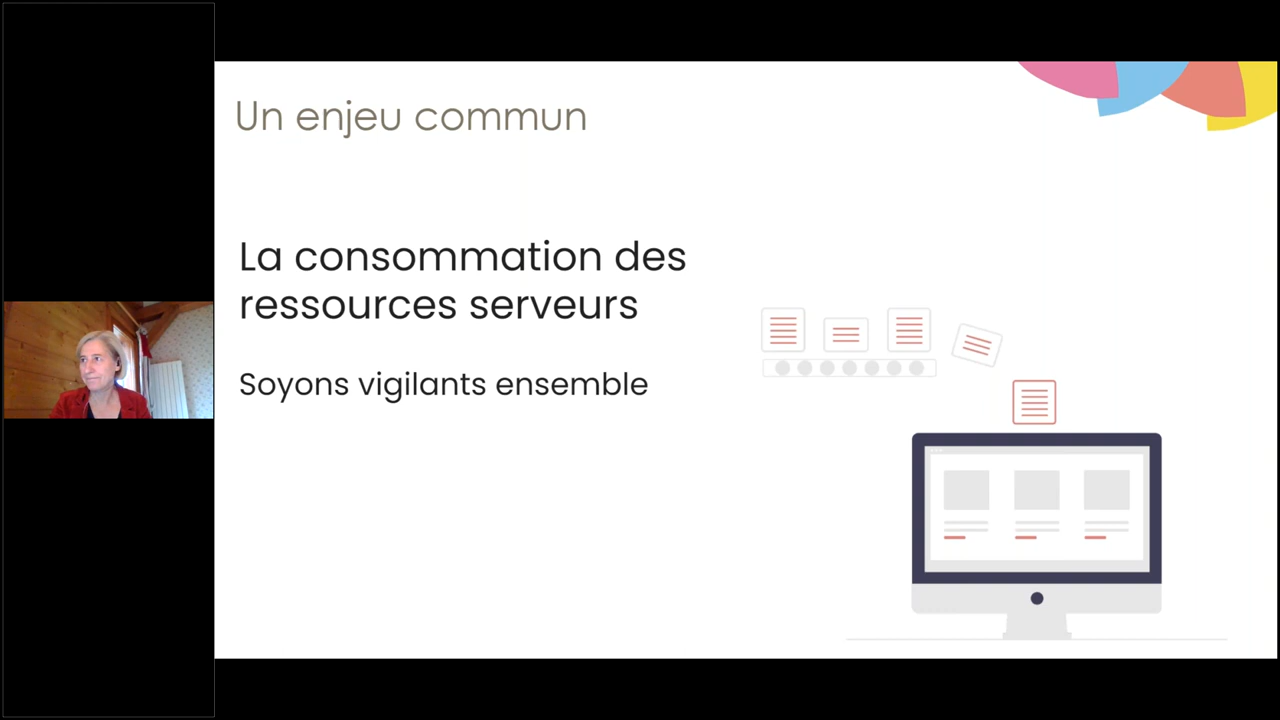 Un enjeu commun
La consommation des
ressources serveurs
Soyons vigilants ensemble